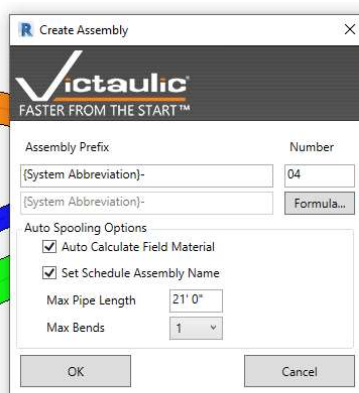 R Create Assembly
Victaulic®
FASTER FROM THE START™
Assembly Prefix Number
{System Abbreviation}- 04
{System Abbreviation}- Formula...
Auto Spooling Options
Auto Calculate Field Material
Set Schedule Assembly Name
Max Pipe Length 21' 0"
Max Bends 1
OK Cancel